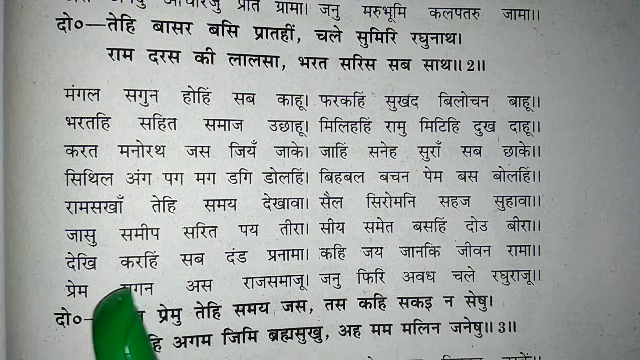 जनु मरुभूमि कलपतरु जामा॥
दो०—तेहि बासर बसि प्रातहीं, चले सुमिरि रघुनाथ।
राम दरस की लालसा, भरत सरिस सब साथ॥ 2॥
मंगल सगुन होहिं सब काहू। फरकहिं सुखद बिलोचन बाहू॥
भरतहि सहित समाज उछाहू। मिलिहहिं रामु मिटिहि दुख दाहू॥
करत मनोरथ जस जियँ जाके। जाहिं सनेह सुराँ सब छाके॥
सिथिल अंग पग मग डगि डोलहिं। बिहबल बचन पेम बस बोलहिं॥
रामसखाँ तेहि समय देखावा। सैल सिरोमनि सहज सुहावा॥
जासु समीप सरित पय तीरा। सीय समेत बसहिं दोउ बीरा॥
देखि करहिं सब दंड प्रनामा। कहि जय जानकि जीवन रामा॥
प्रेम मगन अस राजसमाजू। जनु फिरि अवध चले रघुराजू॥
दो०— प्रेमु तेहि समय जस, तस कहि सकइ न सेषु।
अगम जिमि ब्रह्मसुखु, अह मम मलिन जनेषु॥ 3॥